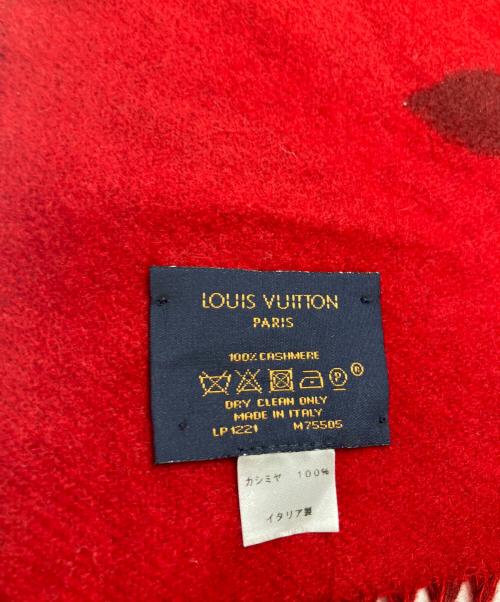 LOUIS VUITTON
PARIS
100% CASHMERE
P ®
DRY CLEAN ONLY
MADE IN ITALY
LP1221 M75505
カシミヤ 100%
イタリア製